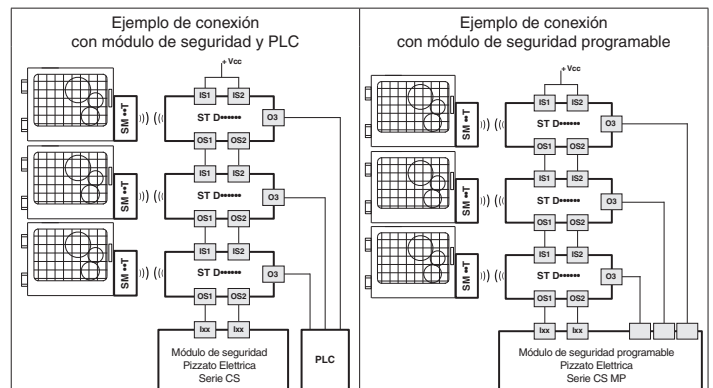 Ejemplo de conexión
con módulo de seguridad y PLC
+ Vcc
IS1 IS2
SM ••T
ST D••••••
O3
OS1 OS2
IS1 IS2
SM ••T
ST D••••••
O3
OS1 OS2
IS1 IS2
SM ••T
ST D••••••
O3
OS1 OS2
Ixx Ixx
Módulo de seguridad
Pizzato Elettrica
Serie CS
PLC
Ejemplo de conexión
con módulo de seguridad programable
+ Vcc
IS1 IS2
SM ••T
ST D••••••
O3
OS1 OS2
IS1 IS2
SM ••T
ST D••••••
O3
OS1 OS2
IS1 IS2
SM ••T
ST D••••••
O3
OS1 OS2
Ixx Ixx
Módulo de seguridad programable
Pizzato Elettrica
Serie CS MP